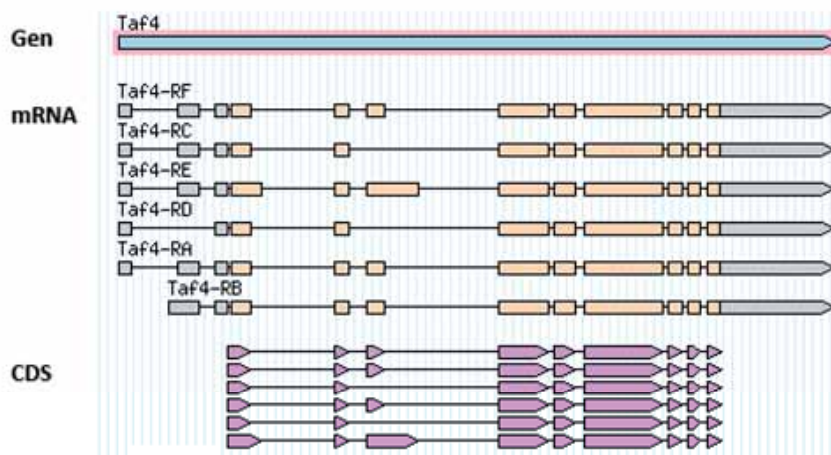 Taf4
Gen
Taf4-RF
mRNA
Taf4-RC
Taf4-RE
Taf4-RD
Taf4-RA
Taf4-RB
CDS